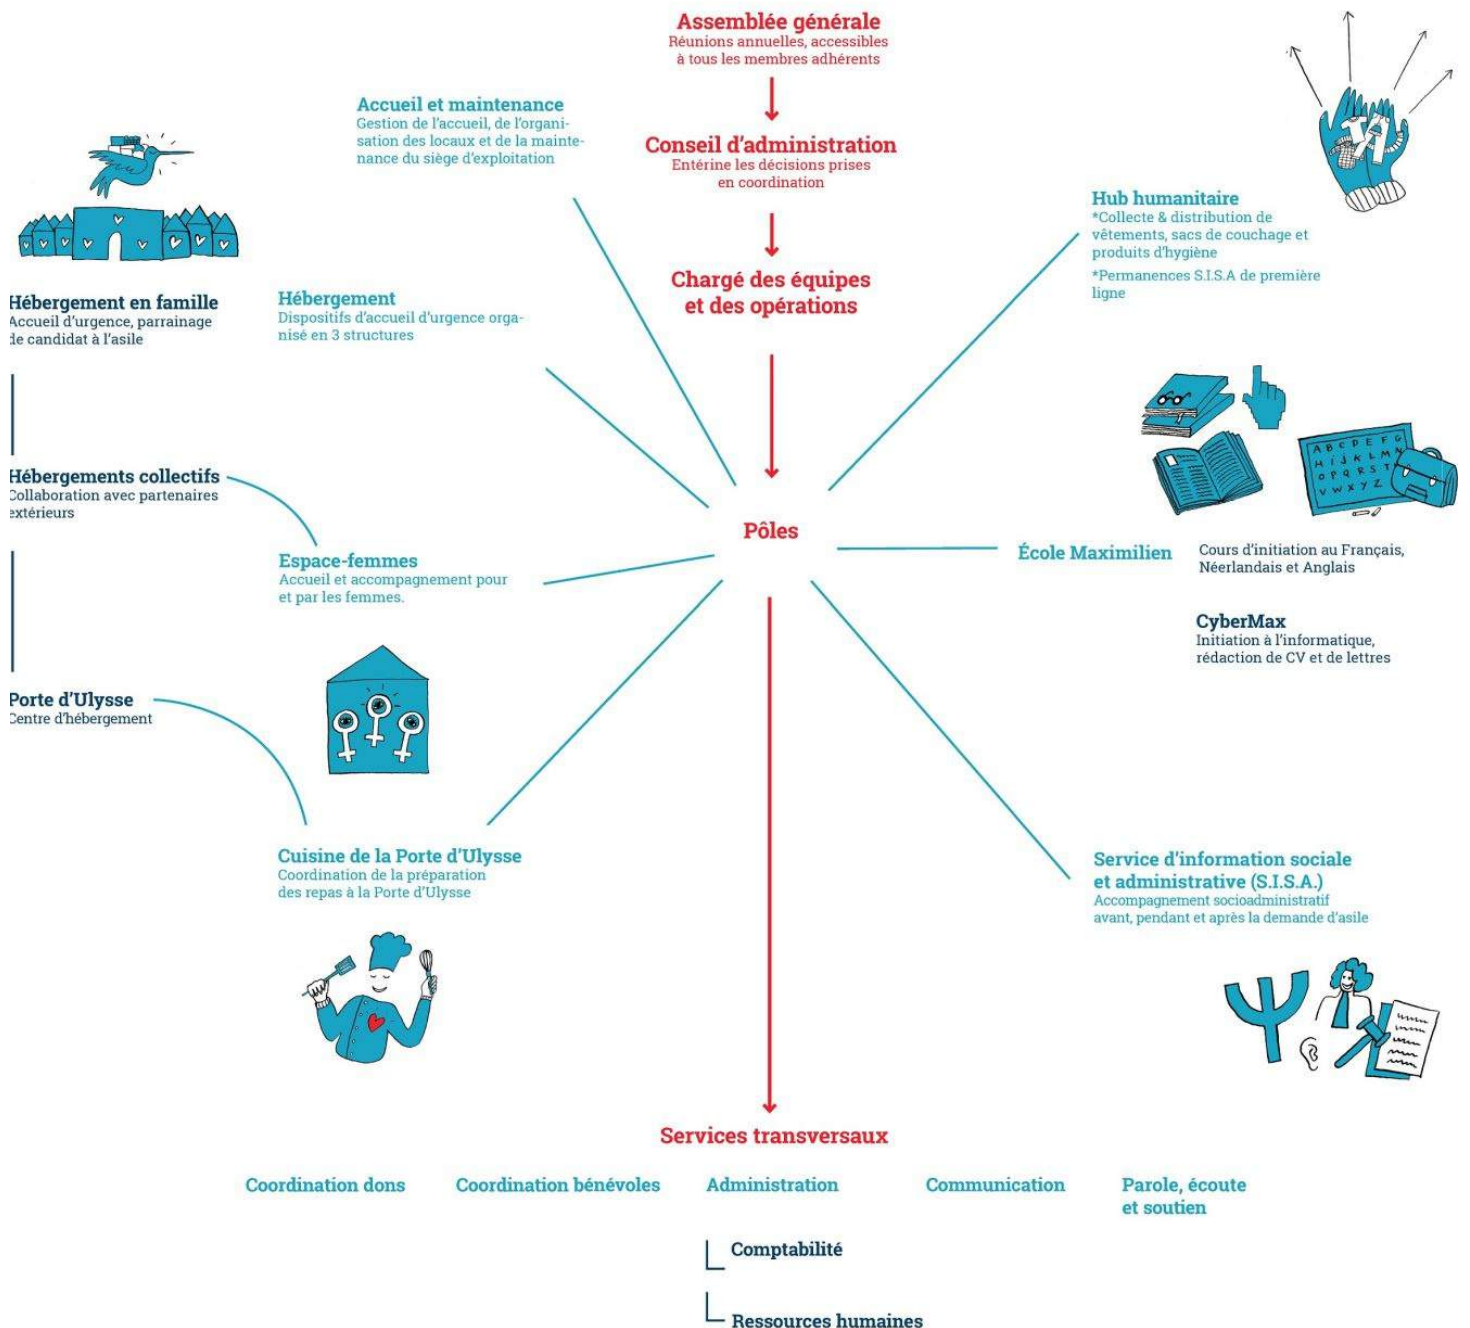 Assemblée générale
Réunions annuelles, accessibles
à tous les membres adhérents
Accueil et maintenance
Gestion de l'accueil, de l'organi-
sation des locaux et de la mainte-
nance du siège d'exploitation
Conseil d'administration
Entérine les décisions prises
en coordination
Hub humanitaire
*Collecte & distribution de
vêtements, sacs de couchage et
produits d'hygiène
*Permanences S.I.S.A de première
ligne
Chargé des équipes
et des opérations
Hébergement en famille
Accueil d'urgence, parrainage
de candidat à l'asile
Hébergement
Dispositifs d'accueil d'urgence orga-
nisé en 3 structures
A B C D E F G
H I J K L M N
O P Q R S T
V W X Y Z
Hébergements collectifs
Collaboration avec partenaires
extérieurs
Pôles
Espace-femmes
Accueil et accompagnement pour
et par les femmes.
École Maximilien
Cours d'initiation au Français,
Néerlandais et Anglais
CyberMax
Initiation à l'informatique,
rédaction de CV et de lettres
Porte d'Ulysse
Centre d'hébergement
Cuisine de la Porte d'Ulysse
Coordination de la préparation
des repas à la Porte d'Ulysse
Service d'information sociale
et administrative (S.I.S.A.)
Accompagnement socioadministratif
avant, pendant et après la demande d'asile
Services transversaux
Coordination dons
Coordination bénévoles
Administration
Communication
Parole, écoute
et soutien
Comptabilité
Ressources humaines